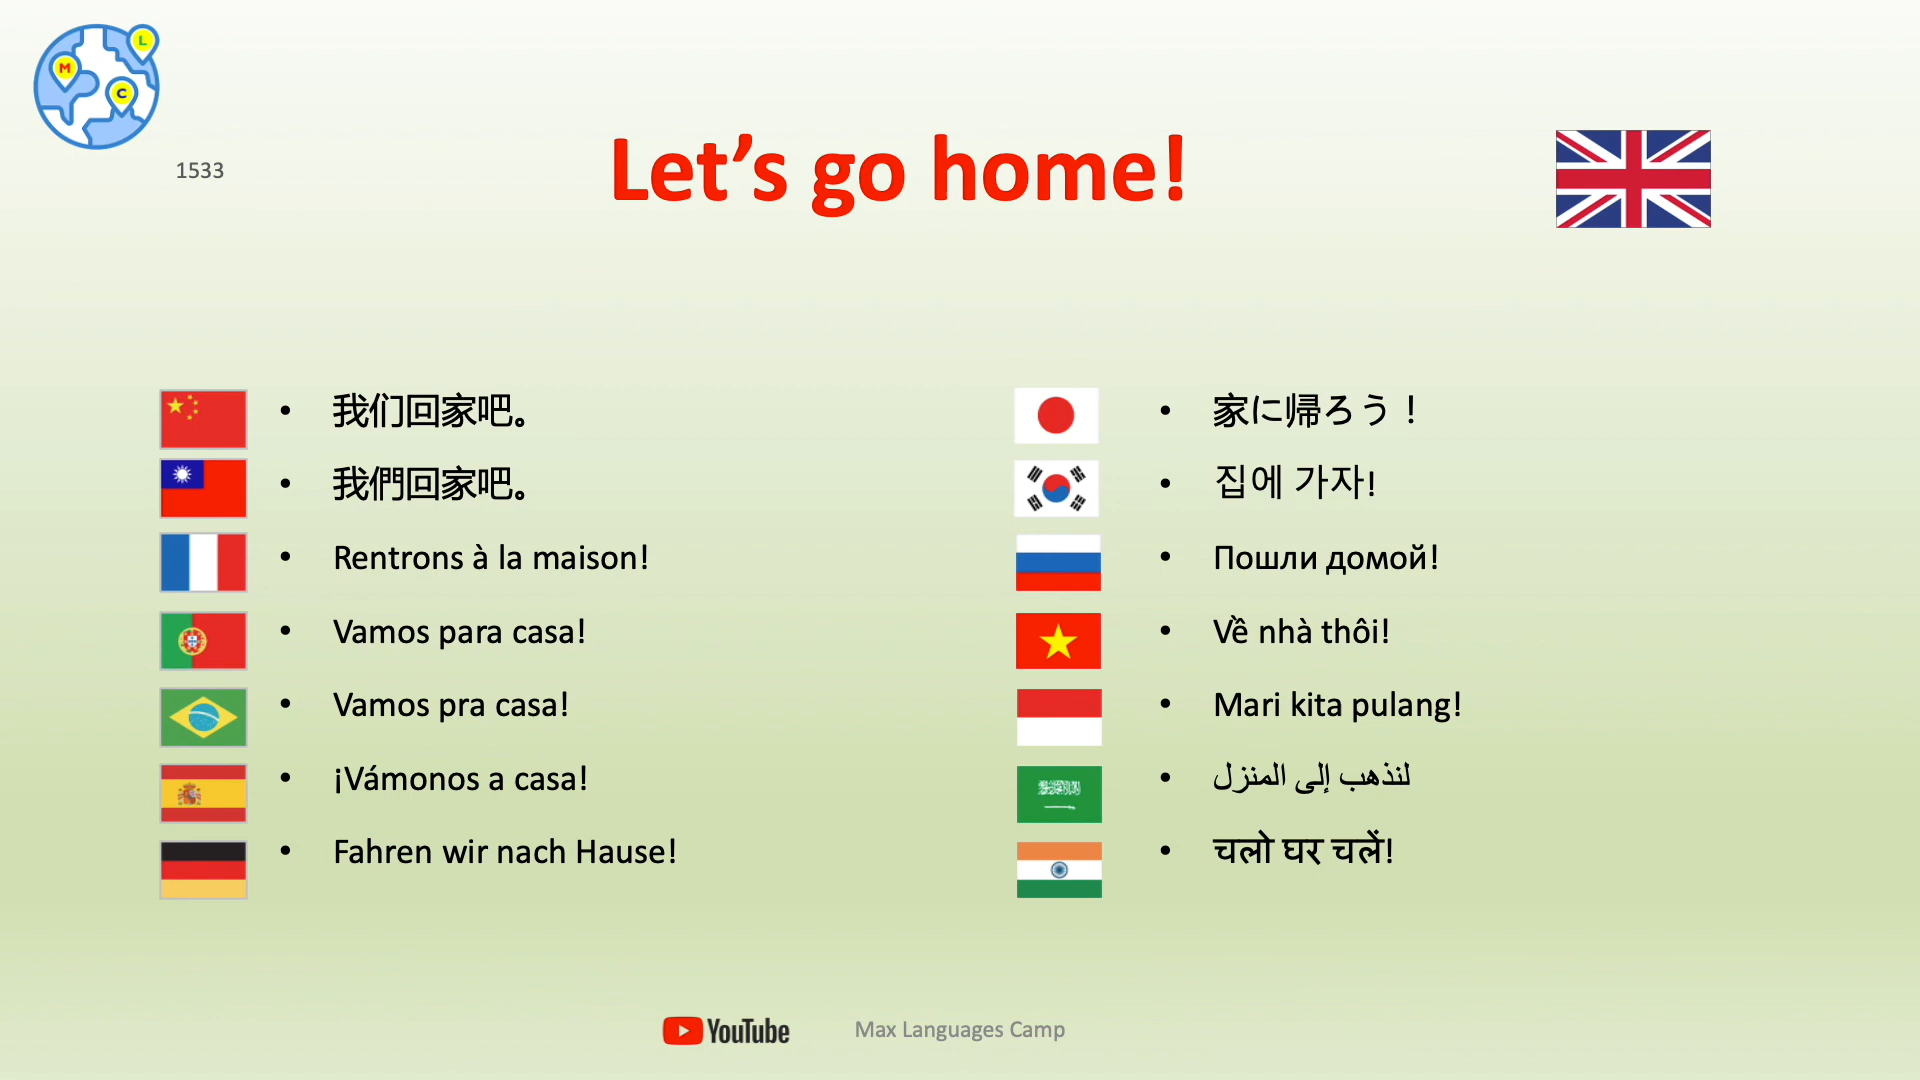 L
M
C
1533
Let’s go home!
• 我们回家吧。
• 我們回家吧。
• Rentrons à la maison!
• Vamos para casa!
• Vamos pra casa!
• ¡Vámonos a casa!
• Fahren wir nach Hause!
• 家に帰ろう！
• 집에 가자!
• Пошли домой!
• Về nhà thôi!
• Mari kita pulang!
• لنذهب إلى المنزل
• चलो घर चलें!
YouTube
Max Languages Camp